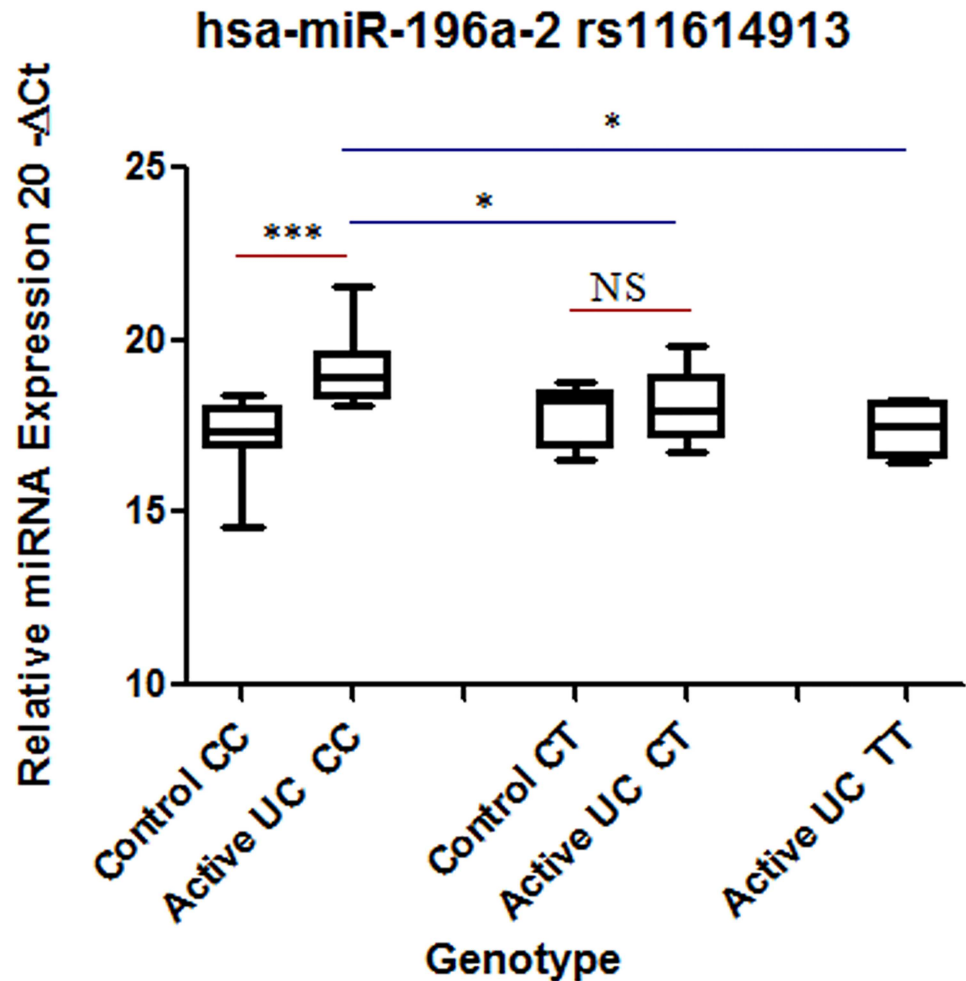 hsa-miR-196a-2 rs11614913
Relative miRNA Expression 20 -ΔCt
*
25
*
***
NS
20
15
10
Control CC
Active UC CC
Control CT
Active UC CT
Active UC TT
Genotype